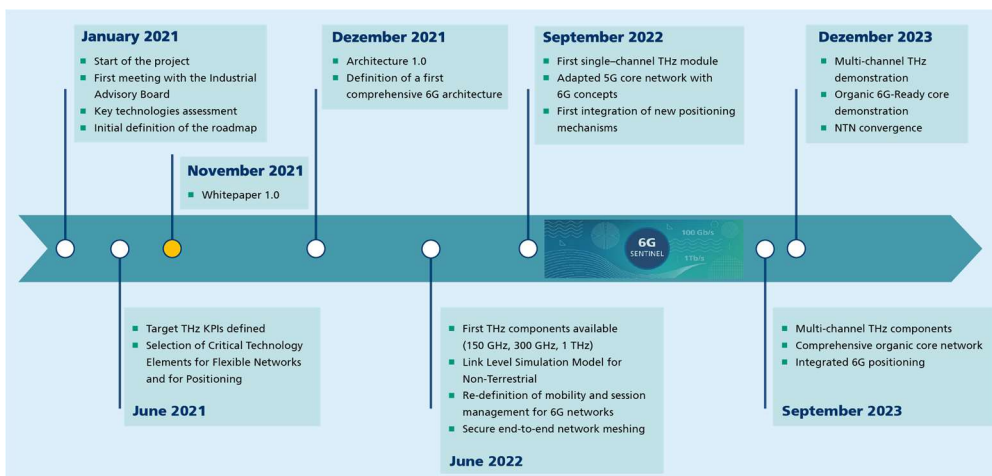 January 2021
Start of the project
First meeting with the Industrial
Advisory Board
Key technologies assessment
Initial definition of the roadmap
November 2021
Whitepaper 1.0
Dezember 2021
Architecture 1.0
Definition of a first
comprehensive 6G architecture
September 2022
First single–channel THz module
Adapted 5G core network with
6G concepts
First integration of new positioning
mechanisms
Dezember 2023
Multi-channel THz
demonstration
Organic 6G-Ready core
demonstration
NTN convergence
6G
SENTINEL
100 Gb/s
1Tb/s
Target THz KPIs defined
Selection of Critical Technology
Elements for Flexible Networks
and for Positioning
June 2021
First THz components available
(150 GHz, 300 GHz, 1 THz)
Link Level Simulation Model for
Non-Terrestrial
Re-definition of mobility and session
management for 6G networks
Secure end-to-end network meshing
June 2022
Multi-channel THz components
Comprehensive organic core network
Integrated 6G positioning
September 2023